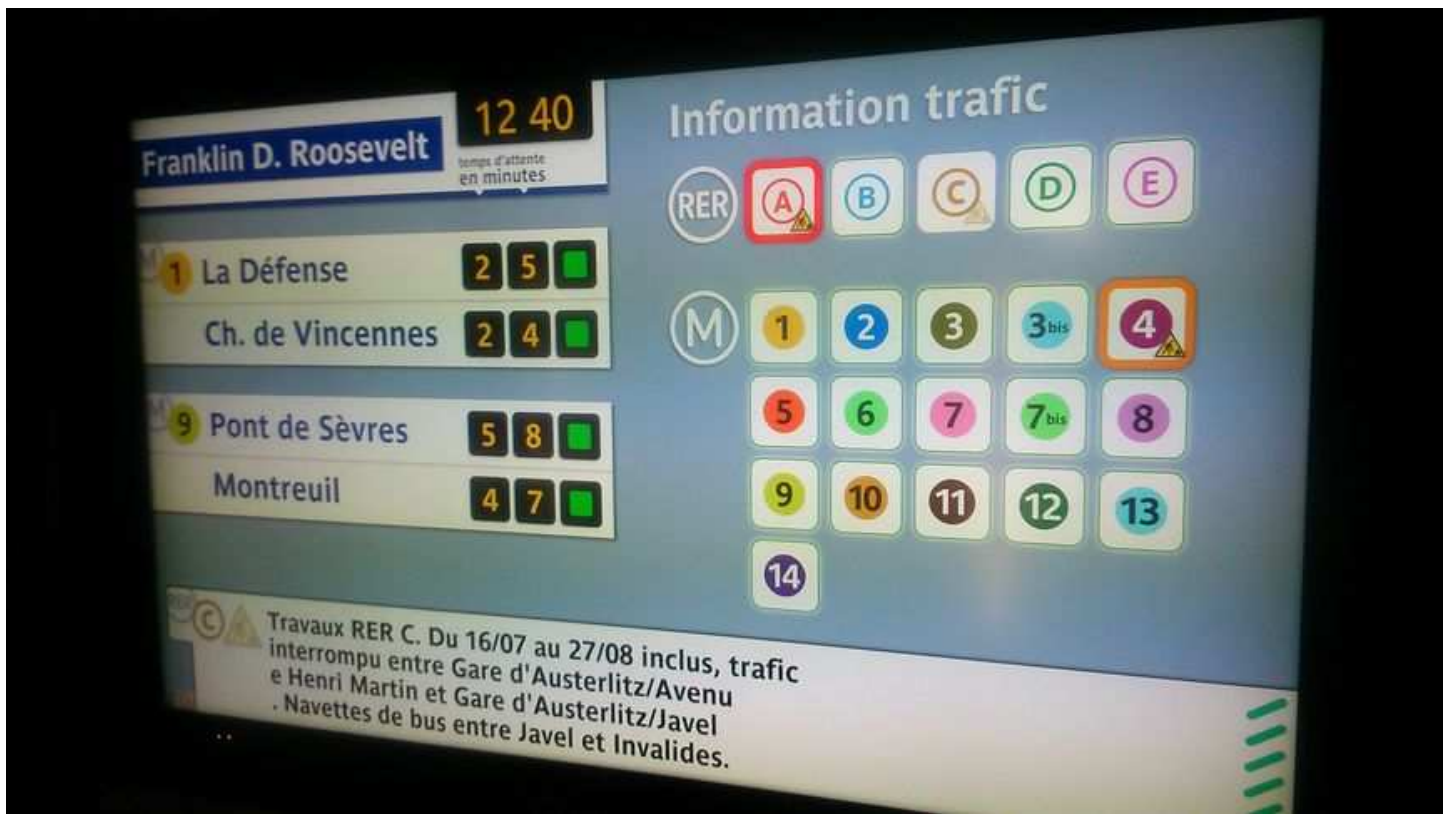 Franklin D. Roosevelt
12 40
temps d'attente
en minutes
M 1 La Défense 2 5
Ch. de Vincennes 2 4
M 9 Pont de Sèvres 5 8
Montreuil 4 7
Information trafic
RER A B C D E
M 1 2 3 3bis 4
5 6 7 7bis 8
9 10 11 12 13
14
RER C Travaux RER C. Du 16/07 au 27/08 inclus, trafic
interrompu entre Gare d'Austerlitz/Avenu
e Henri Martin et Gare d'Austerlitz/Javel
. Navettes de bus entre Javel et Invalides.